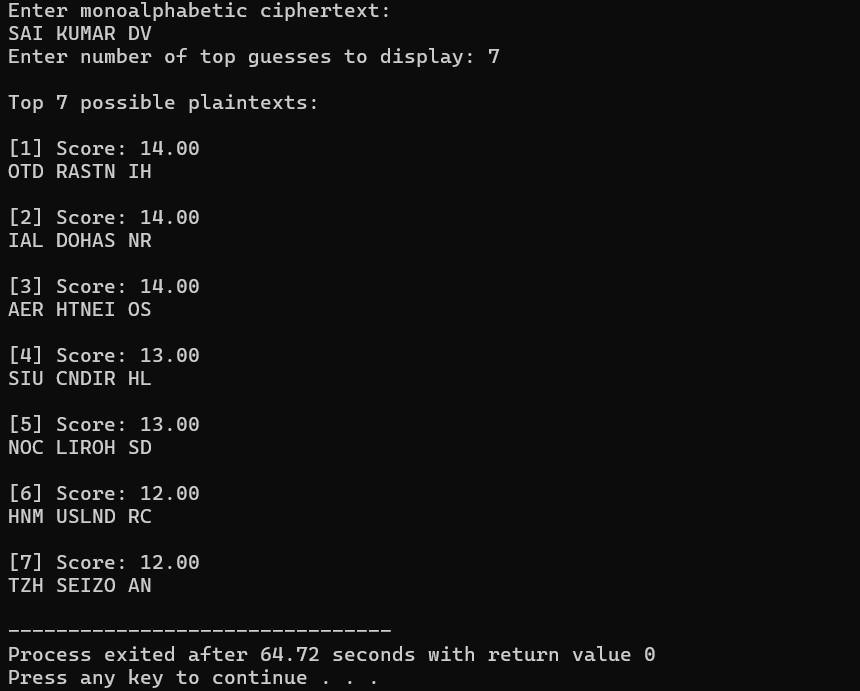 Enter monoalphabetic ciphertext:
SAI KUMAR DV
Enter number of top guesses to display: 7
Top 7 possible plaintexts:
[1] Score: 14.00
OTD RASTN IH
[2] Score: 14.00
IAL DOHAS NR
[3] Score: 14.00
AER HTNEI OS
[4] Score: 13.00
SIU CNDIR HL
[5] Score: 13.00
NOC LIROH SD
[6] Score: 12.00
HNM USLND RC
[7] Score: 12.00
TZH SEIZO AN
--------------------------------
Process exited after 64.72 seconds with return value 0
Press any key to continue . . .